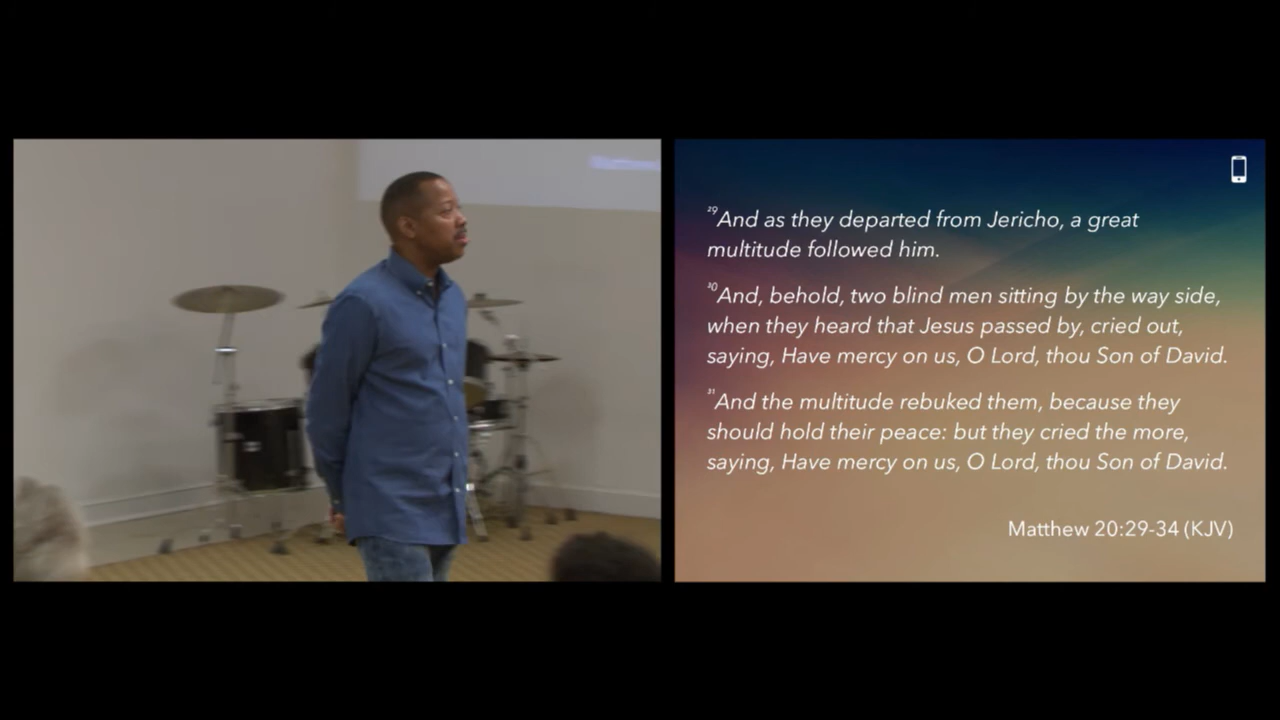 29And as they departed from Jericho, a great
multitude followed him.
30And, behold, two blind men sitting by the way side,
when they heard that Jesus passed by, cried out,
saying, Have mercy on us, O Lord, thou Son of David.
31And the multitude rebuked them, because they
should hold their peace: but they cried the more,
saying, Have mercy on us, O Lord, thou Son of David.
Matthew 20:29-34 (KJV)